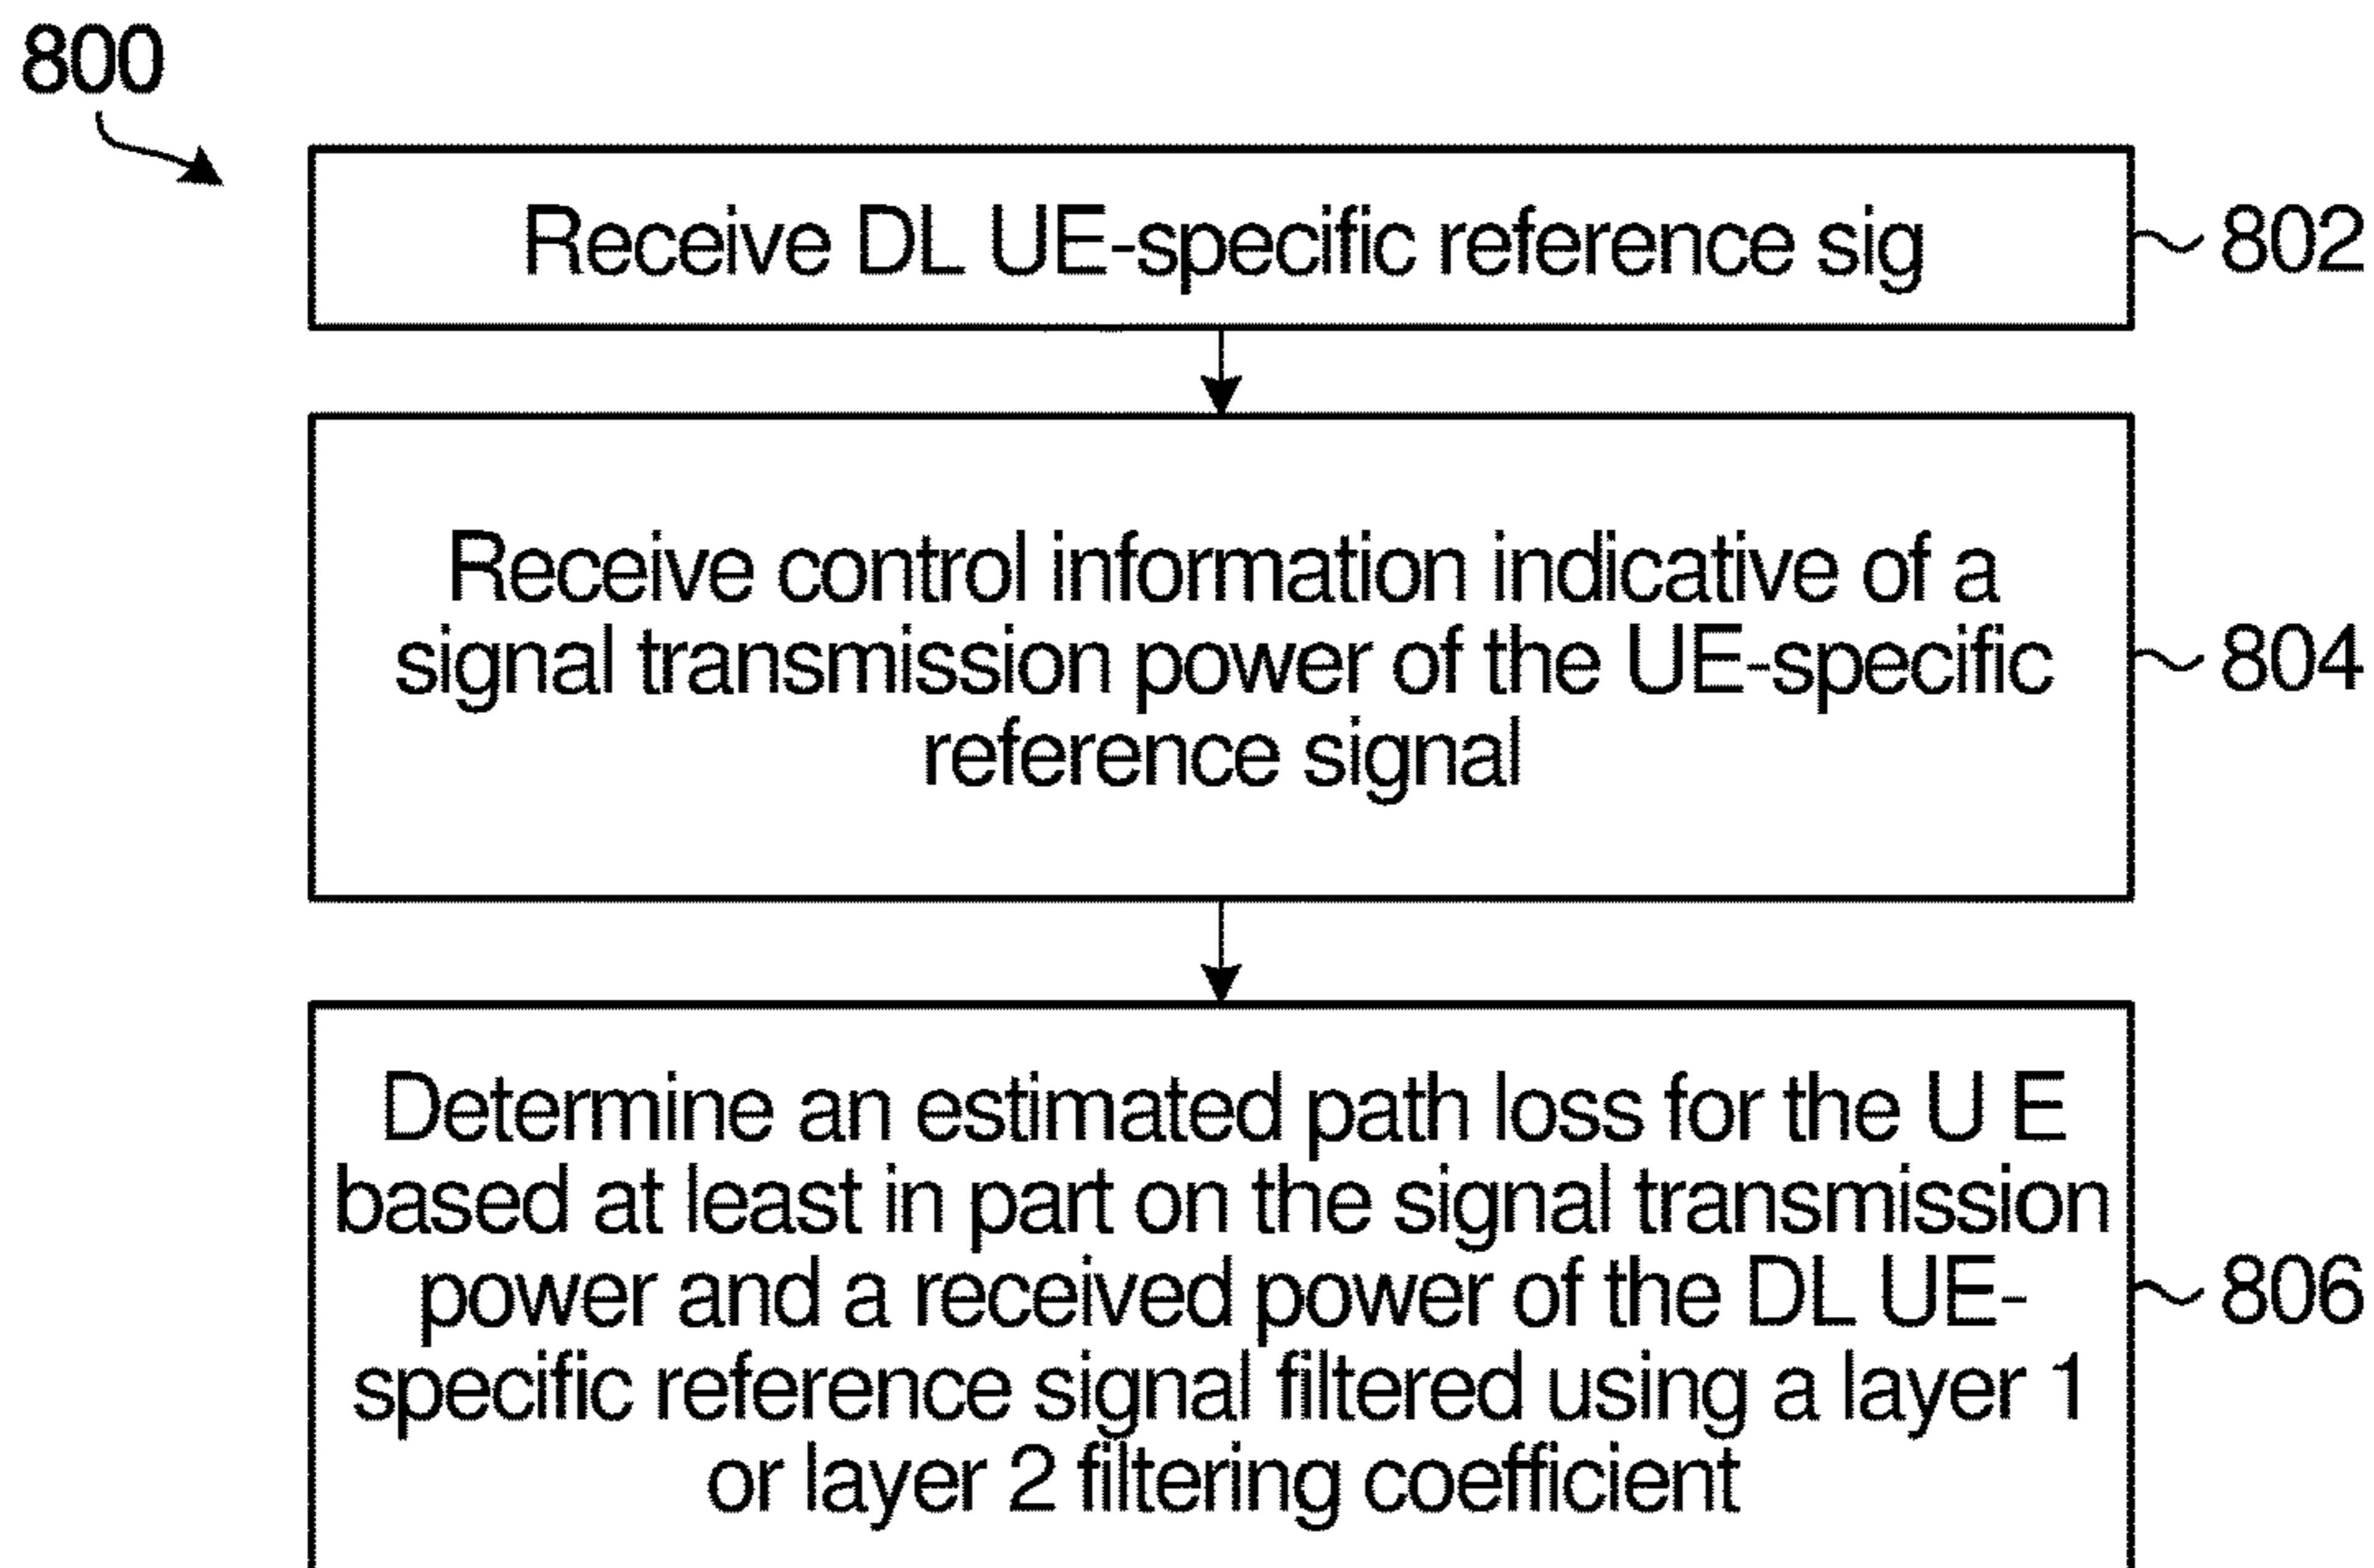 800
Receive DL UE-specific reference sig
802
Receive control information indicative of a
signal transmission power of the UE-specific
reference signal
804
Determine an estimated path loss for the U E
based at least in part on the signal transmission
power and a received power of the DL UE-
specific reference signal filtered using a layer 1
or layer 2 filtering coefficient
806